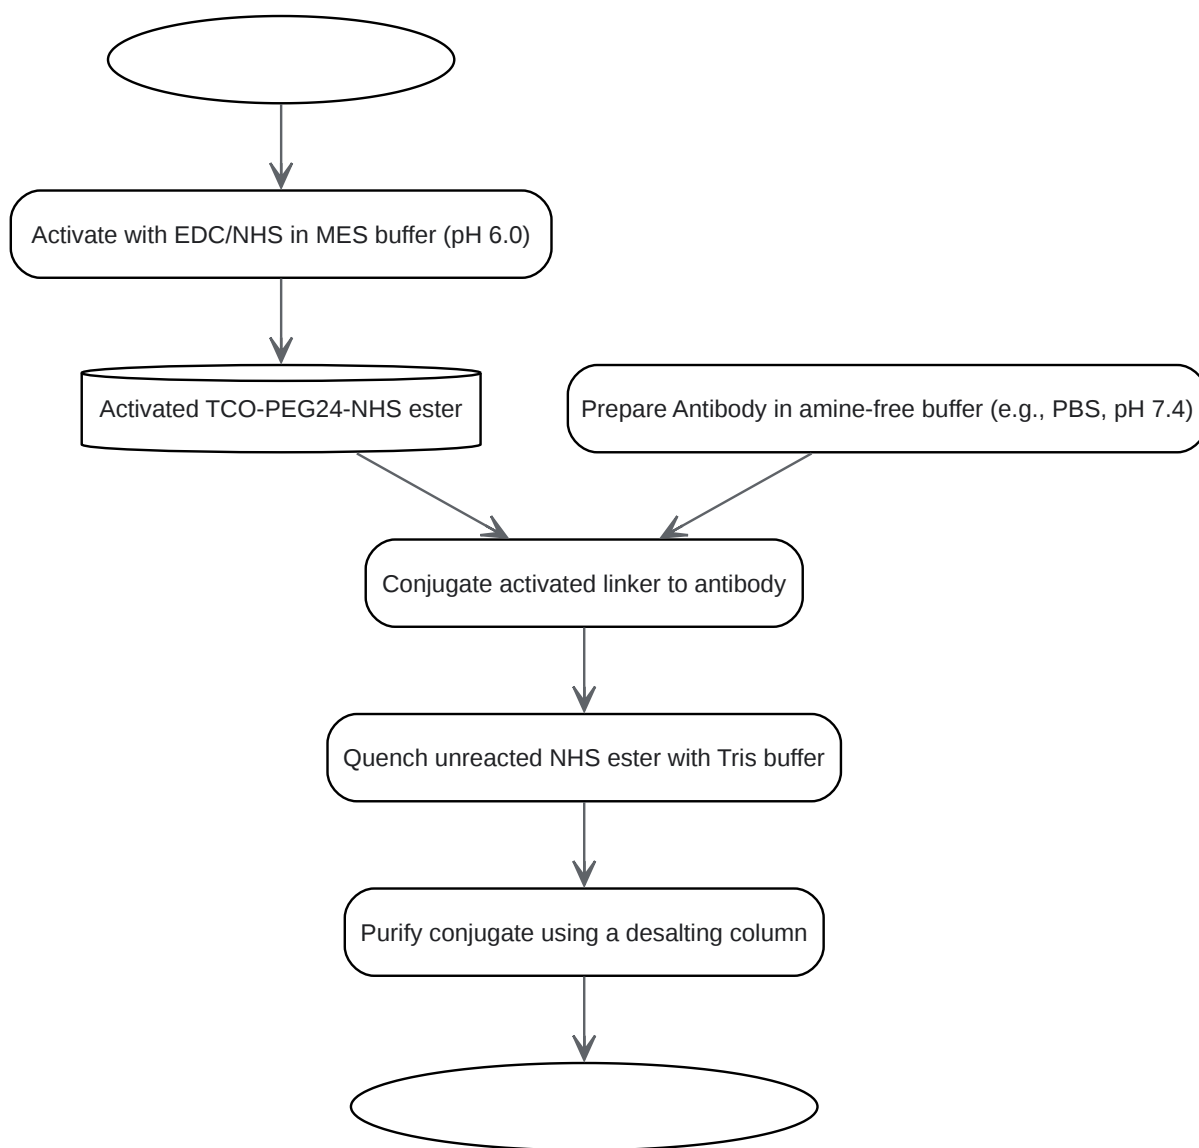 Activate with EDC/NHS in MES buffer (pH 6.0)
Activated TCO-PEG24-NHS ester
Prepare Antibody in amine-free buffer (e.g., PBS, pH 7.4)
Conjugate activated linker to antibody
Quench unreacted NHS ester with Tris buffer
Purify conjugate using a desalting column